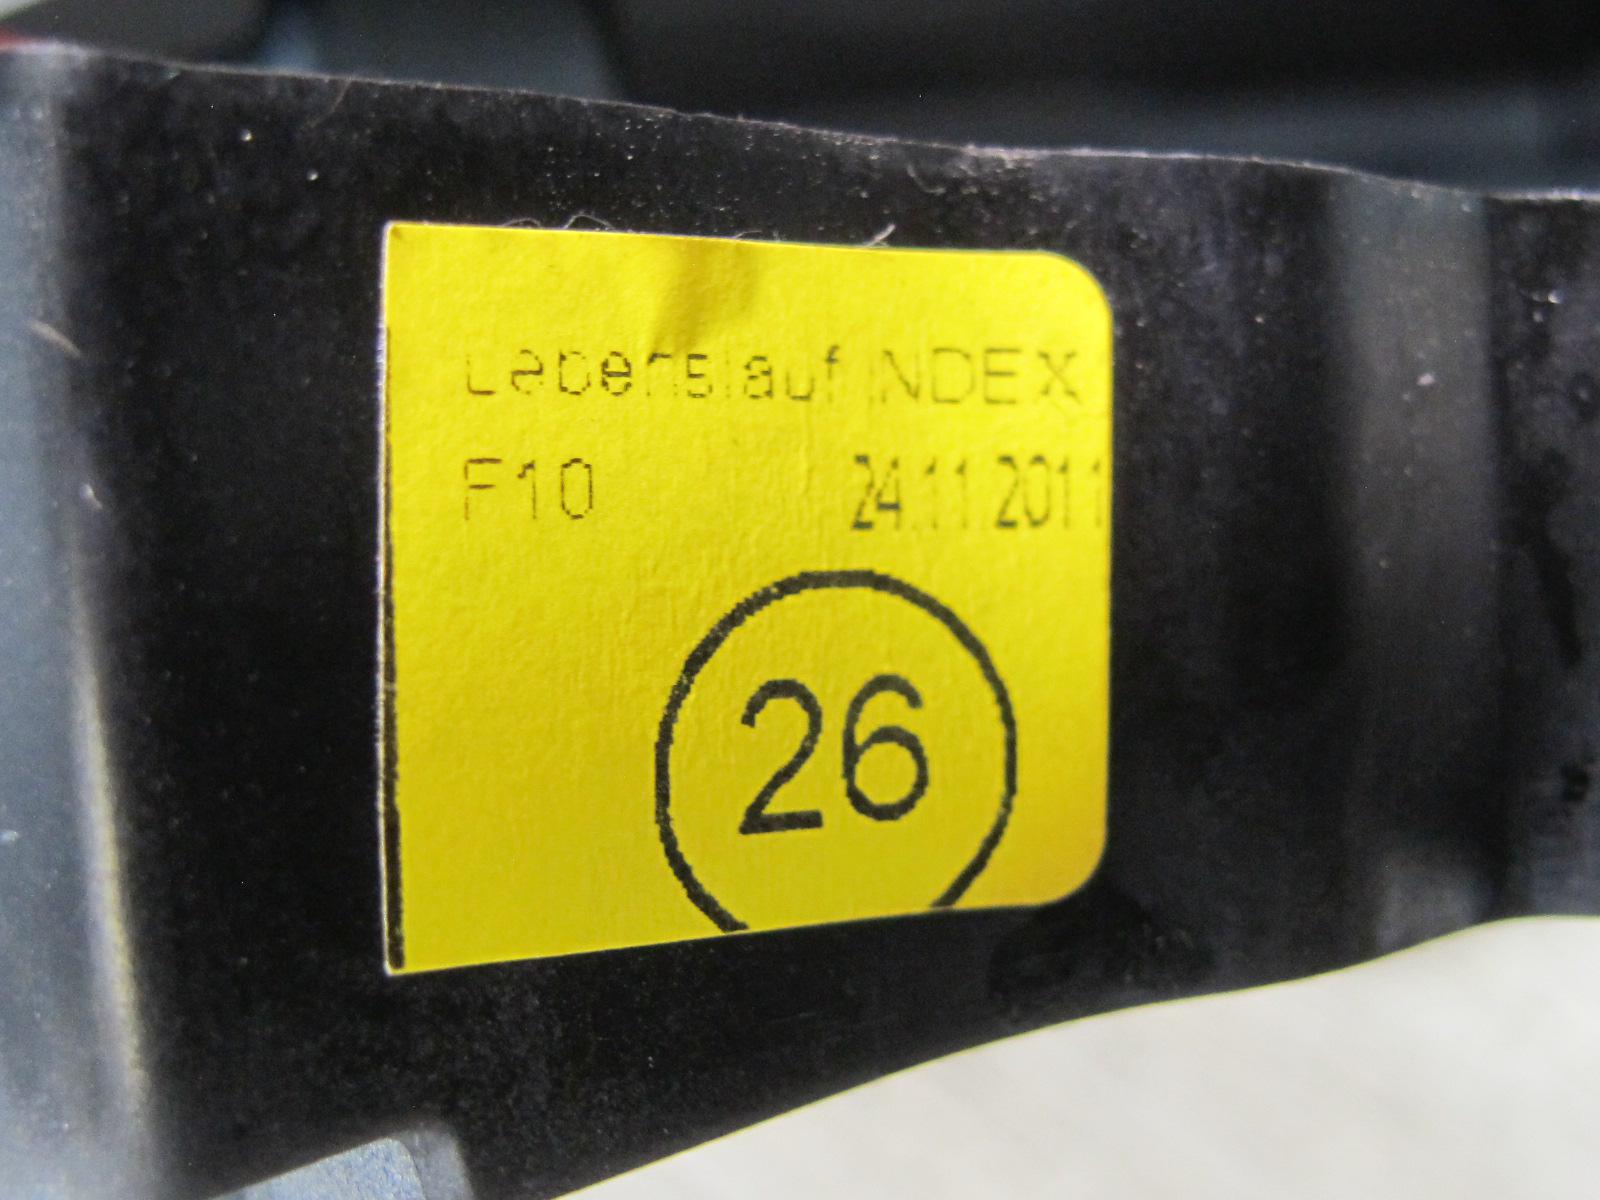 Lebenslauf INDEX
F10 24.11.2011
26